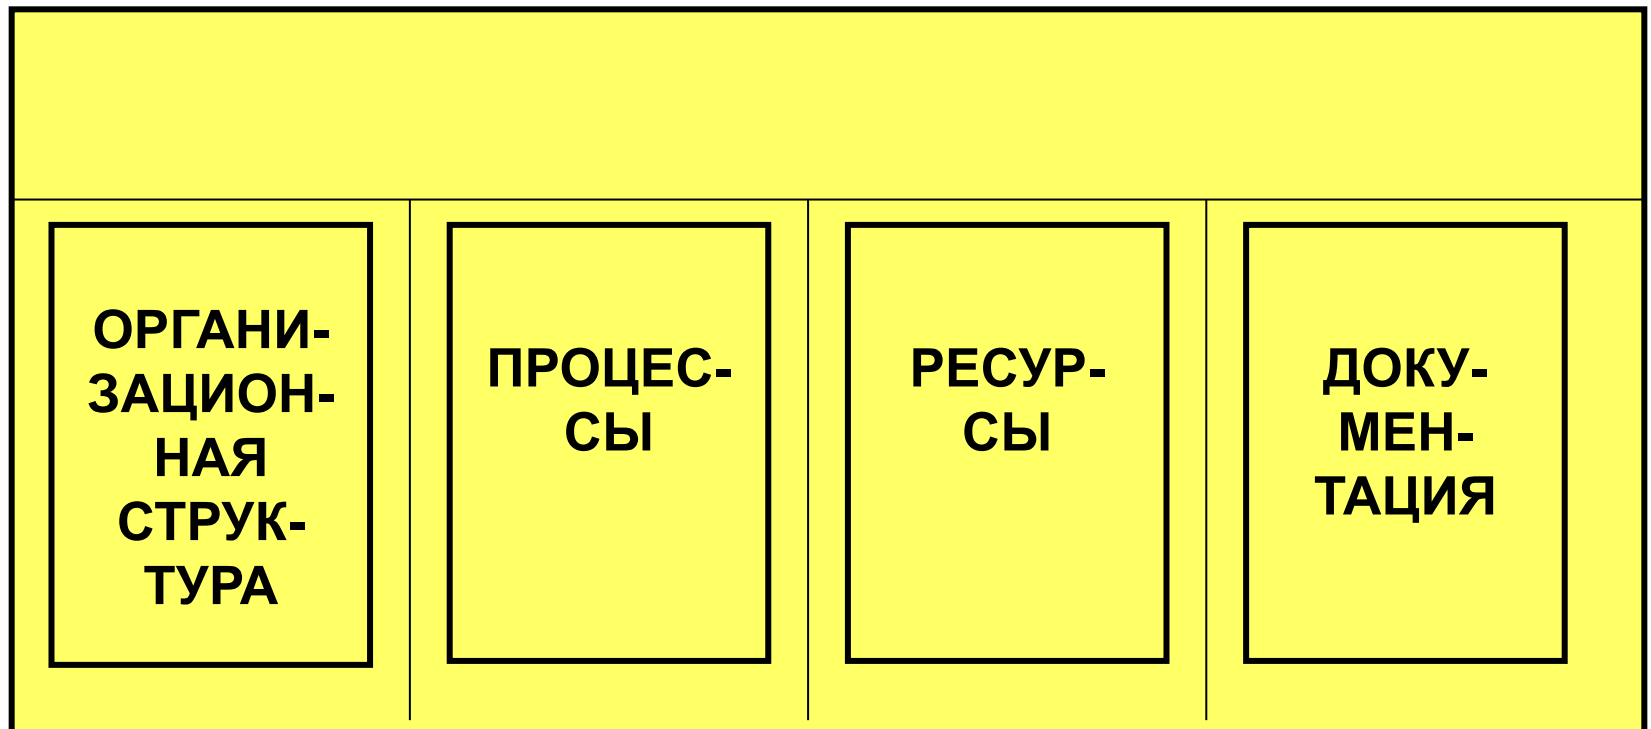 ОРГАНИ-
ЗАЦИОН-
НАЯ
СТРУК-
ТУРА
ПРОЦЕС-
СЫ
РЕСУР-
СЫ
ДОКУ-
МЕН-
ТАЦИЯ